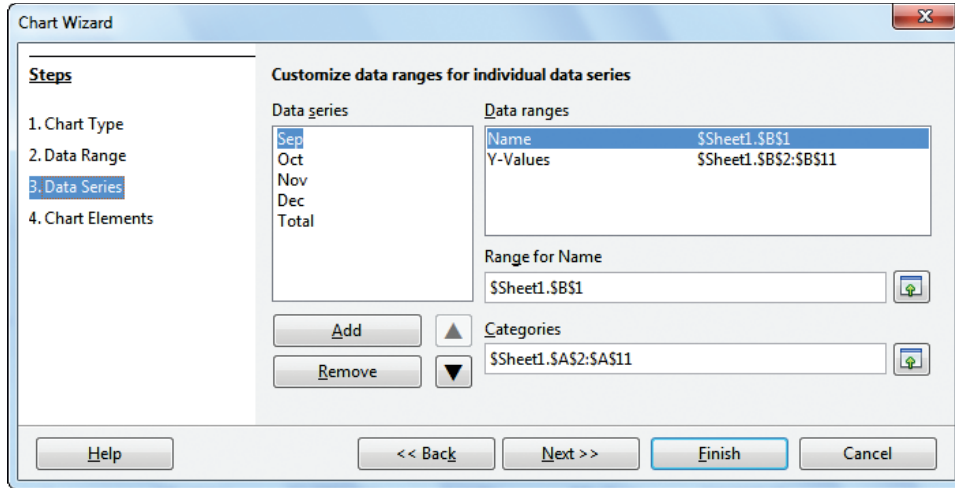 Chart Wizard
Steps
1. Chart Type
2. Data Range
3. Data Series
4. Chart Elements
Customize data ranges for individual data series
Data series
Sep
Oct
Nov
Dec
Total
Add
Remove
Data ranges
Name $Sheet1.$B$1
Y-Values $Sheet1.$B$2:$B$11
Range for Name
$Sheet1.$B$1
Categories
$Sheet1.$A$2:$A$11
Help << Back Next >> Finish Cancel